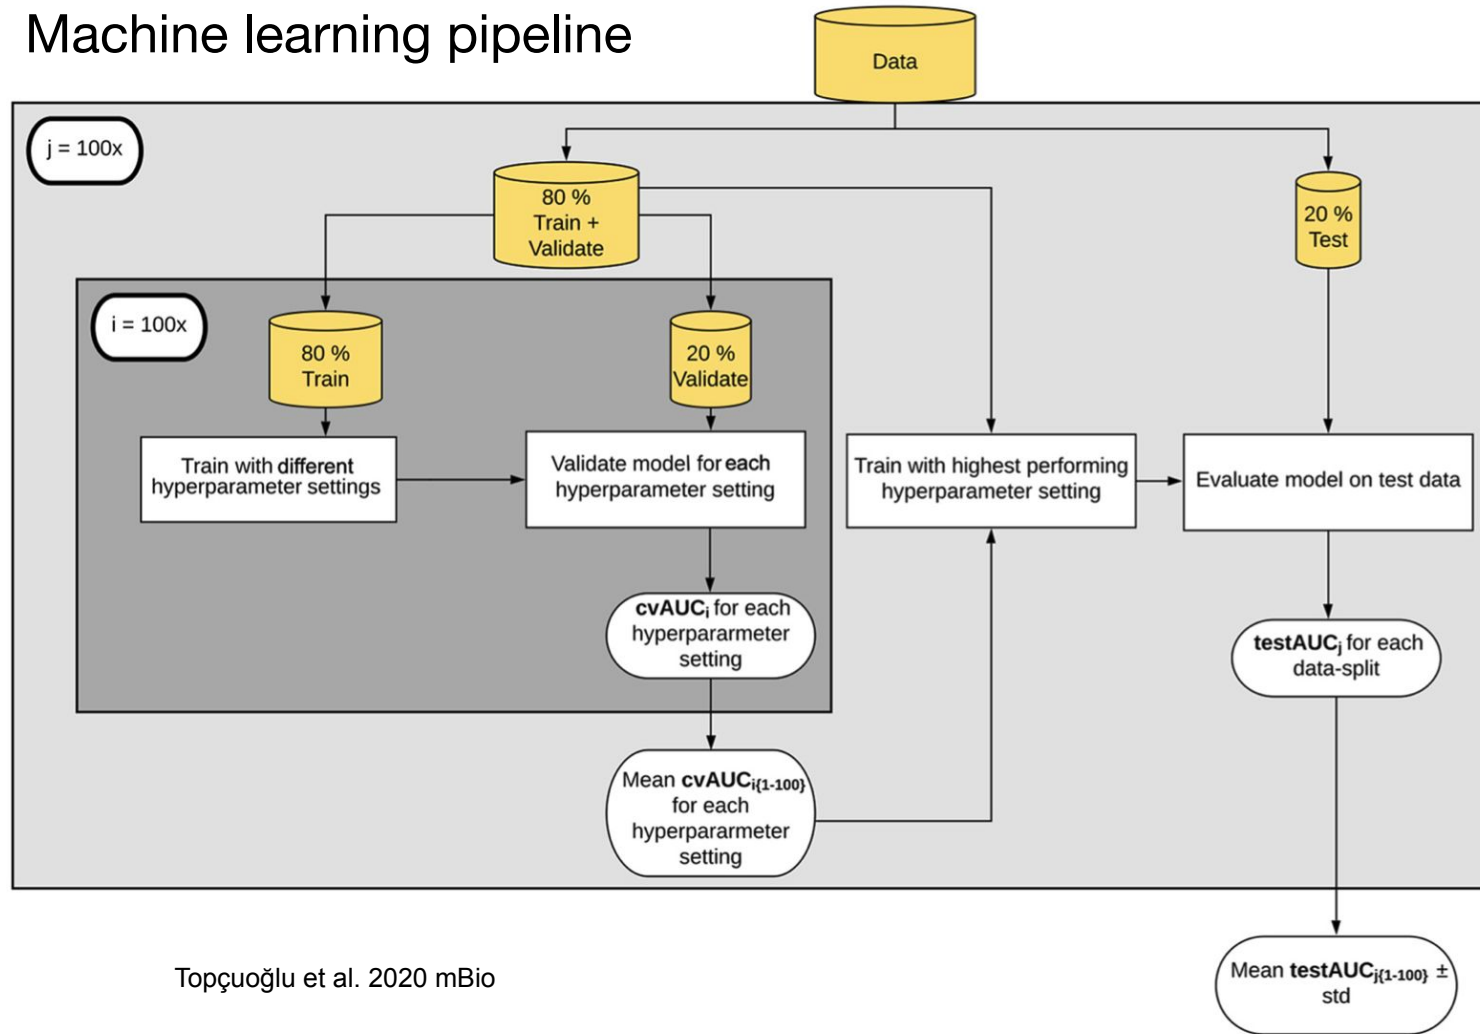 Machine learning pipeline
Data
j = 100x
80 %
Train +
Validate
20 %
Test
i = 100x
80 %
Train
20 %
Validate
Train with different
hyperparameter settings
Validate model for each
hyperparameter setting
Train with highest performing
hyperparameter setting
Evaluate model on test data
cvAUCi for each
hyperpararmeter
setting
testAUCj for each
data-split
Mean cvAUCi{1-100}
for each
hyperpararmeter
setting
Mean testAUCj{1-100} ±
std
Topçuoğlu et al. 2020 mBio